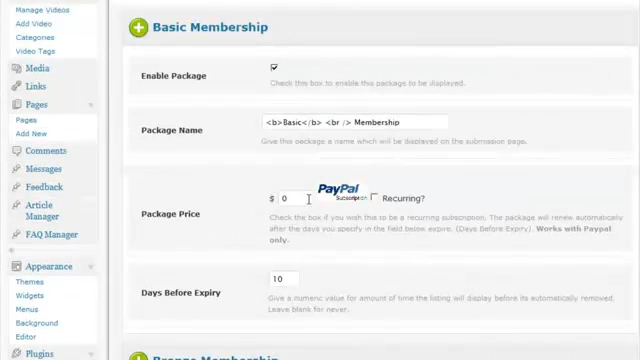 Manage Videos
Add Video
Categories
Video Tags
Media
Links
Pages
Pages
Add New
Comments
Messages
Feedback
Article
Manager
FAQ Manager
Appearance
Themes
Widgets
Menus
Background
Editor
Plugins
Basic Membership
Enable Package
Check this box to enable this package to be displayed.
Package Name
<b>Basic</b> <br /> Membership
Give this package a name which will be displayed on the submission page.
Package Price
$ 0
PayPal
Subscription
Recurring?
Check the box if you wish this to be a recurring subscription. The package will renew automatically
after the days you specify in the field below expire. (Days Before Expiry). Works with Paypal
only.
Days Before Expiry
10
Give a numeric value for amount of time the listing will display before its automatically removed.
Leave blank for never.
Bronze Membership